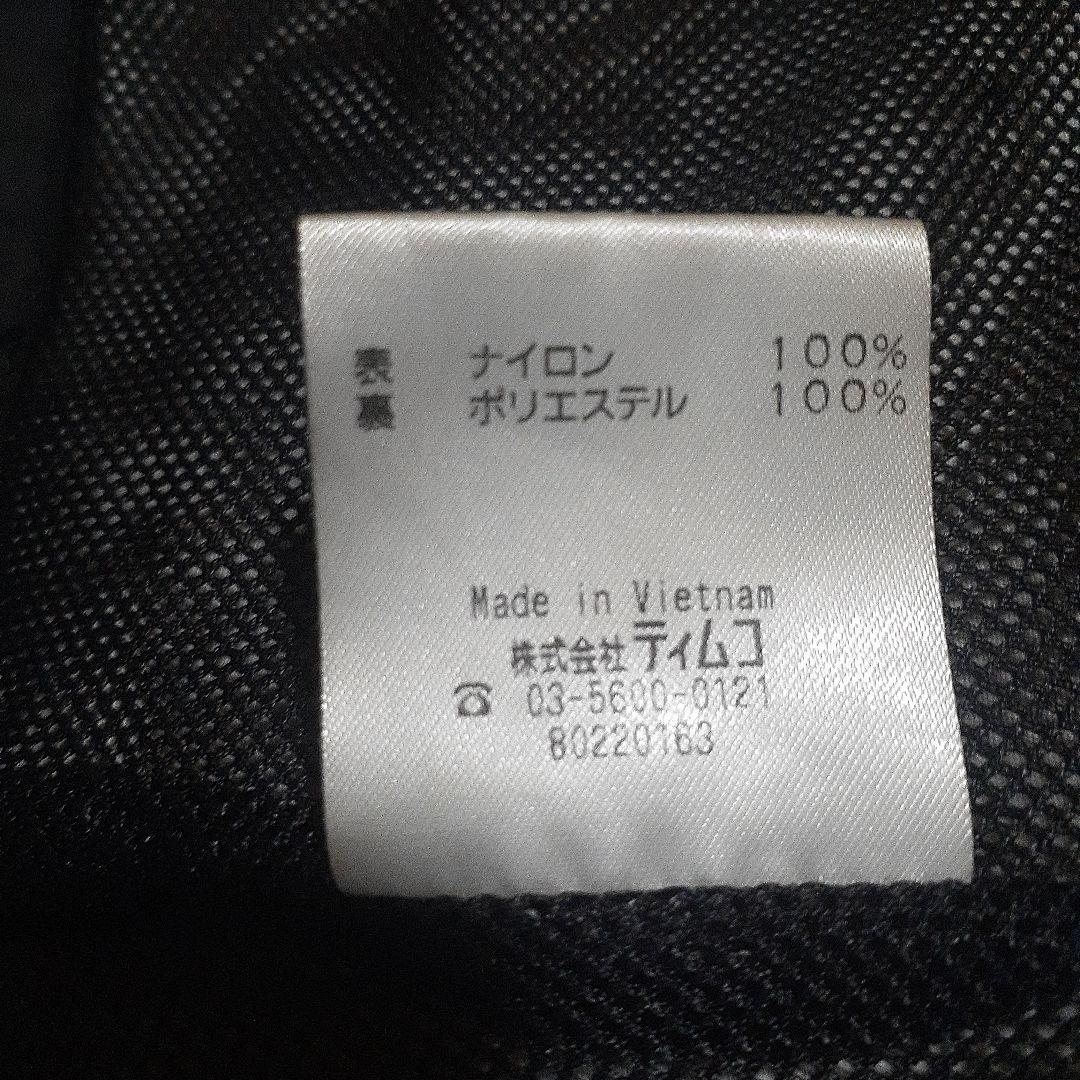 表 ナイロン 100%
裏 ポリエステル 100%
Made in Vietnam
株式会社ティムコ
☎ 03-5600-0121
80220163